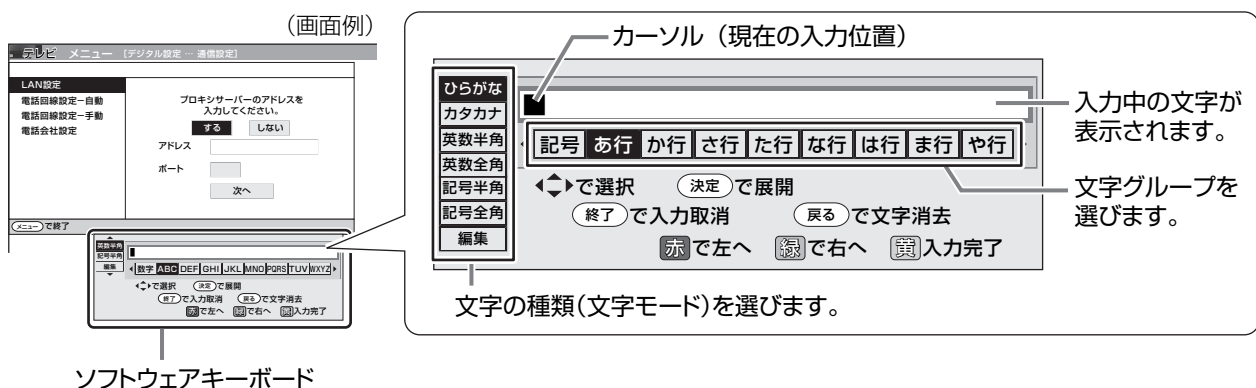 （画面例）
テレビ メニュー [デジタル設定 … 通信設定]
LAN設定
電話回線設定－自動
電話回線設定－手動
電話会社設定
プロキシサーバーのアドレスを
入力してください。
する しない
アドレス
ポート
次へ
メニューで終了
英数半角
記号半角
編集
数字 ABC DEF GHI JKL MNO PQRS TUV WXYZ
で選択 決定で展開
終了で入力取消 戻るで文字消去
赤で左へ 緑で右へ 黄入力完了
ソフトウェアキーボード
カーソル（現在の入力位置）
ひらがな
カタカナ
英数半角
英数全角
記号半角
記号全角
編集
記号 あ行 か行 さ行 た行 な行 は行 ま行 や行
で選択 決定で展開
終了で入力取消 戻るで文字消去
赤で左へ 緑で右へ 黄入力完了
入力中の文字が
表示されます。
文字グループを
選びます。
文字の種類（文字モード）を選びます。